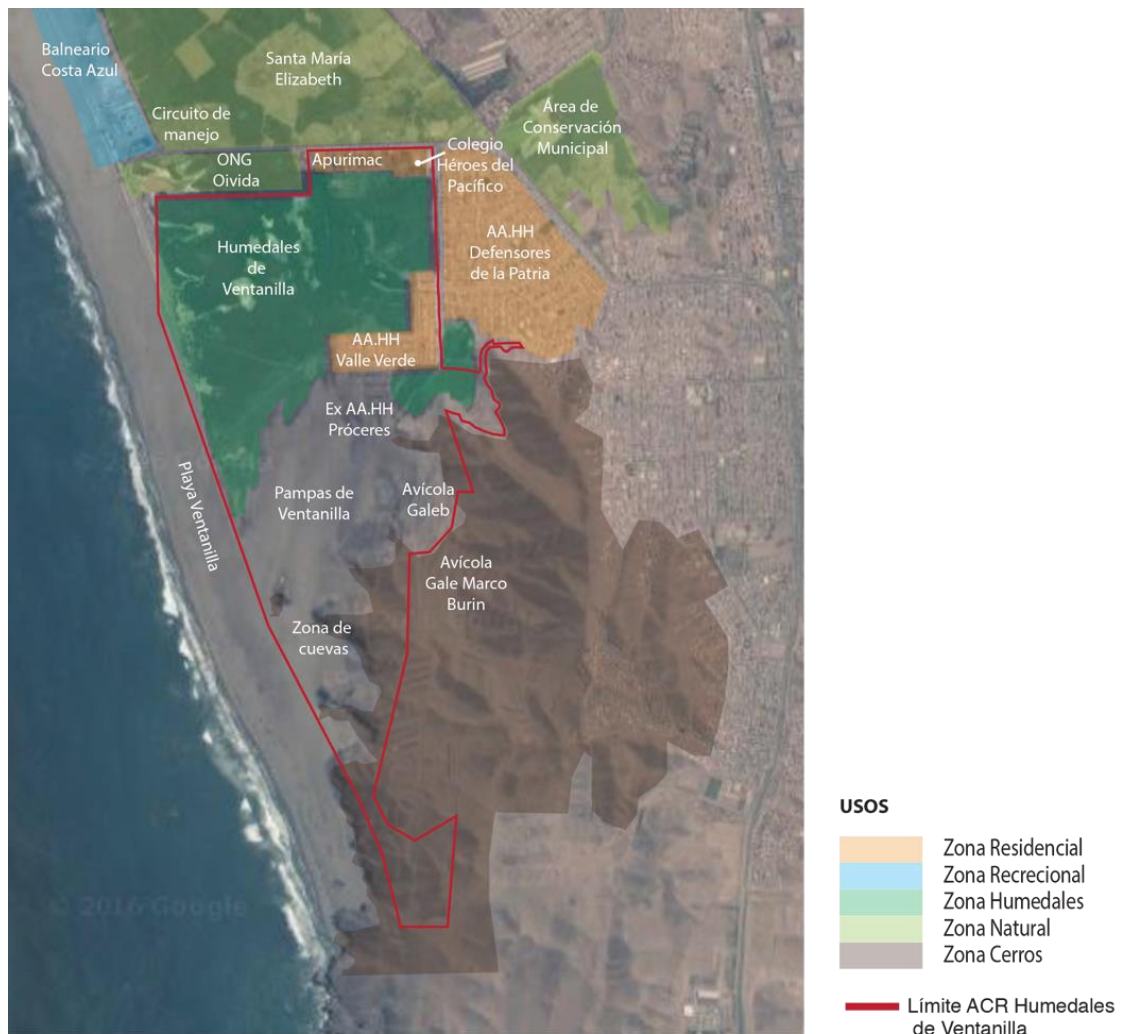 Balneario
Costa Azul
Santa María
Elizabeth
Circuito de
manejo
Área de
Conservación
Municipal
ONG
Oivida
Apurímac
Colegio
Héroes del
Pacífico
AA.HH
Defensores
de la Patria
Humedales
de
Ventanilla
AA.HH
Valle Verde
Ex AA.HH
Próceres
Playa Ventanilla
Pampas de
Ventanilla
Avícola
Galeb
Avícola
Gale Marco
Burin
Zona de
cuevas
© 2016 Google
USOS
Zona Residencial
Zona Recrecional
Zona Humedales
Zona Natural
Zona Cerros
Límite ACR Humedales
de Ventanilla